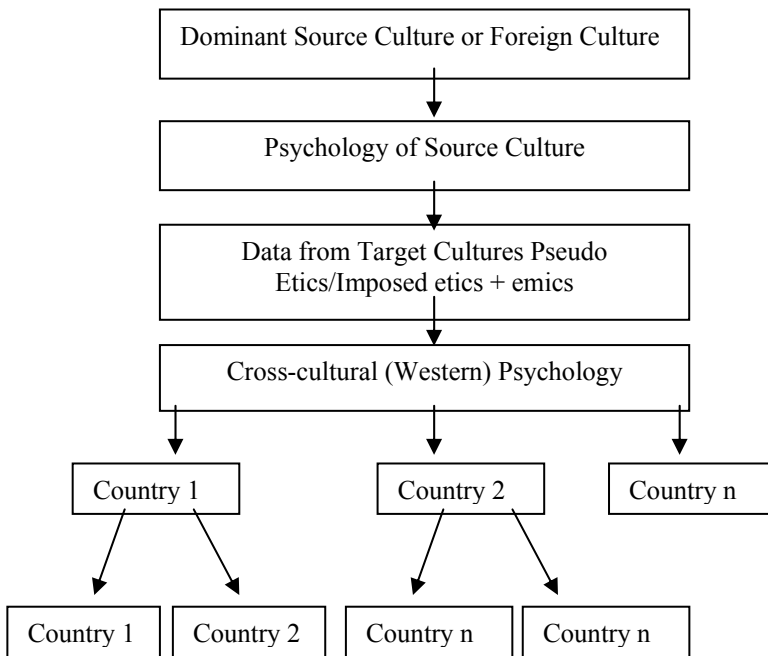 Dominant Source Culture or Foreign Culture
Psychology of Source Culture
Data from Target Cultures Pseudo
Etics/Imposed etics + emics
Cross-cultural (Western) Psychology
Country 1
Country 2
Country n
Country 1
Country 2
Country n
Country n